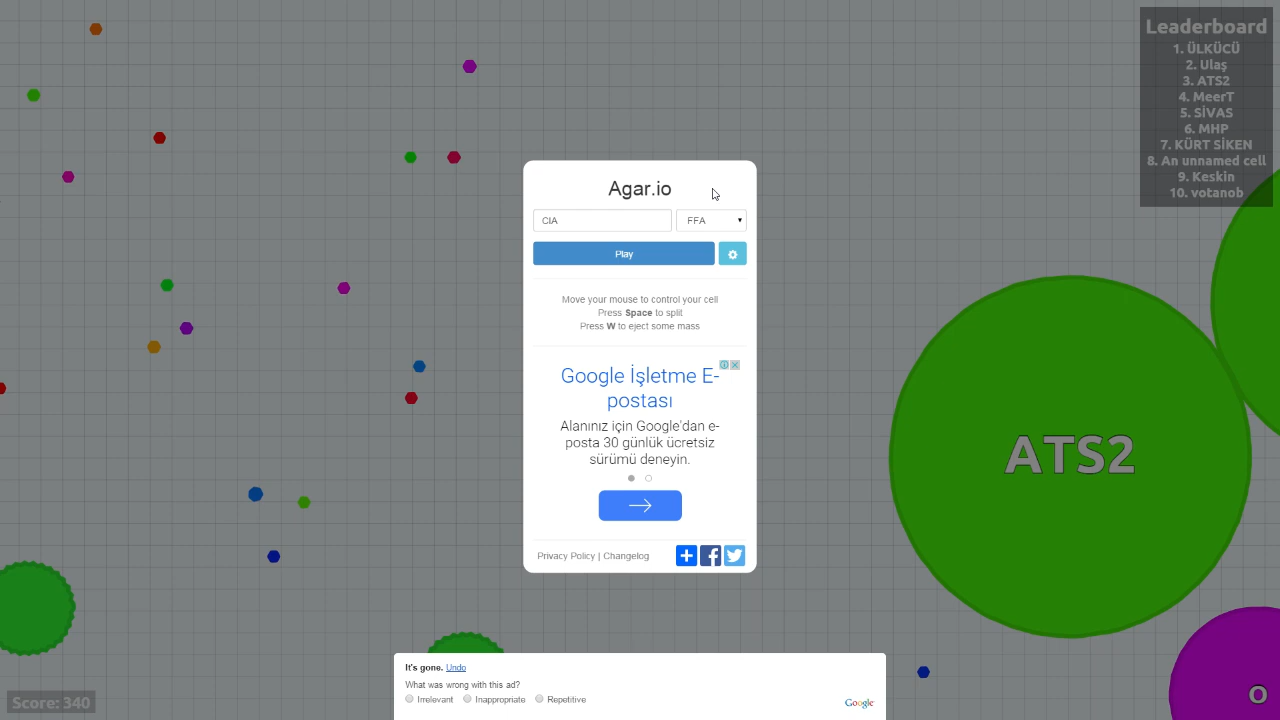 Leaderboard
1. ÜLKÜCÜ
2. Ulaş
3. ATS2
4. MeerT
5. SİVAS
6. MHP
7. KÜRT SİKEN
8. An unnamed cell
9. Keskin
10. votanob
Agar.io
CIA
FFA
Play
Move your mouse to control your cell
Press Space to split
Press W to eject some mass
Google İşletme E-
postası
Alanınız için Google'dan e-
posta 30 günlük ücretsiz
sürümü deneyin.
Privacy Policy | Changelog
ATS2
O
It's gone. Undo
What was wrong with this ad?
Irrelevant Inappropriate Repetitive
Google
Score: 340